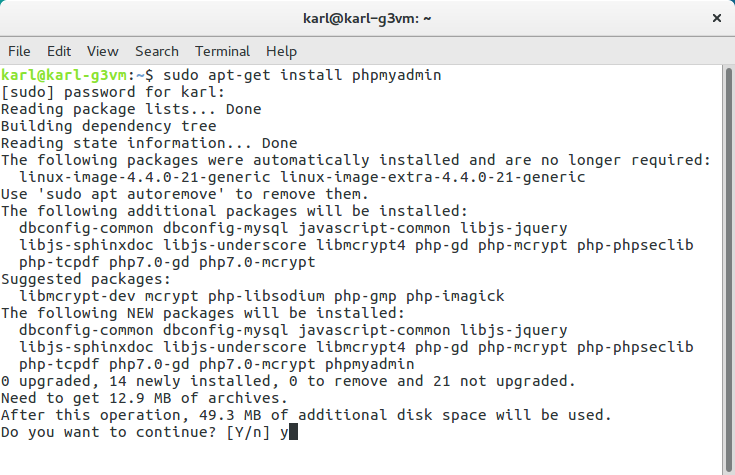 karl@karl-g3vm: ~
File Edit View Search Terminal Help
karl@karl-g3vm:~$ sudo apt-get install phpmyadmin
[sudo] password for karl:
Reading package lists... Done
Building dependency tree
Reading state information... Done
The following packages were automatically installed and are no longer required:
  linux-image-4.4.0-21-generic linux-image-extra-4.4.0-21-generic
Use 'sudo apt autoremove' to remove them.
The following additional packages will be installed:
  dbconfig-common dbconfig-mysql javascript-common libjs-jquery
  libjs-sphinxdoc libjs-underscore libmcrypt4 php-gd php-mcrypt php-phpseclib
  php-tcpdf php7.0-gd php7.0-mcrypt
Suggested packages:
  libmcrypt-dev mcrypt php-libsodium php-gmp php-imagick
The following NEW packages will be installed:
  dbconfig-common dbconfig-mysql javascript-common libjs-jquery
  libjs-sphinxdoc libjs-underscore libmcrypt4 php-gd php-mcrypt php-phpseclib
  php-tcpdf php7.0-gd php7.0-mcrypt phpmyadmin
0 upgraded, 14 newly installed, 0 to remove and 21 not upgraded.
Need to get 12.9 MB of archives.
After this operation, 49.3 MB of additional disk space will be used.
Do you want to continue? [Y/n] y